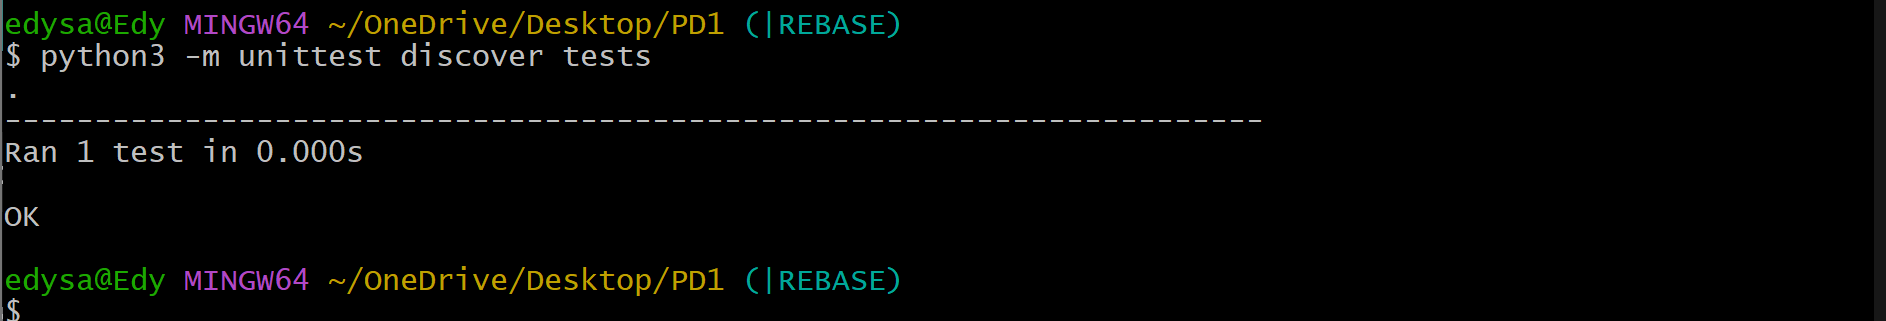 edysa@Edy MINGW64 ~/OneDrive/Desktop/PD1 (|REBASE)
$ python3 -m unittest discover tests
.
----------------------------------------------------------------------
Ran 1 test in 0.000s
OK
edysa@Edy MINGW64 ~/OneDrive/Desktop/PD1 (|REBASE)
$